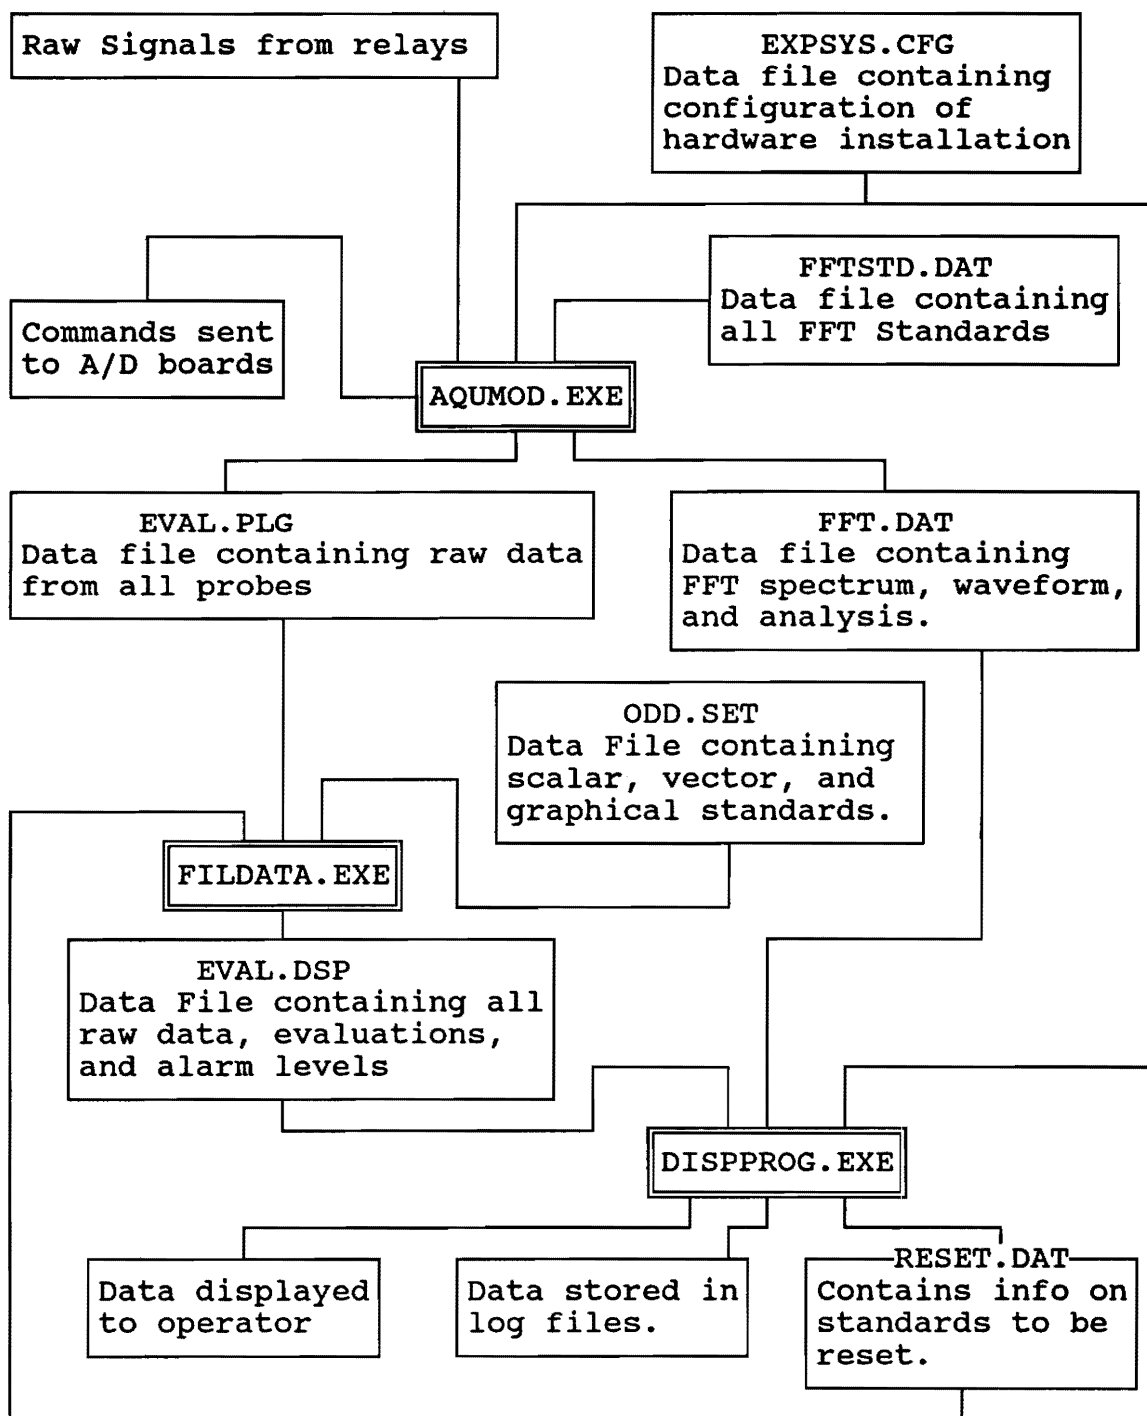 Raw Signals from relays
EXPSYS.CFG
Data file containing
configuration of
hardware installation
FFTSTD.DAT
Data file containing
all FFT Standards
Commands sent
to A/D boards
AQUMOD.EXE
EVAL.PLG
Data file containing raw data
from all probes
FFT.DAT
Data file containing
FFT spectrum, waveform,
and analysis.
ODD.SET
Data File containing
scalar, vector, and
graphical standards.
FILDATA.EXE
EVAL.DSP
Data File containing all
raw data, evaluations,
and alarm levels
DISPPROG.EXE
Data displayed
to operator
Data stored in
log files.
RESET.DAT
Contains info on
standards to be
reset.